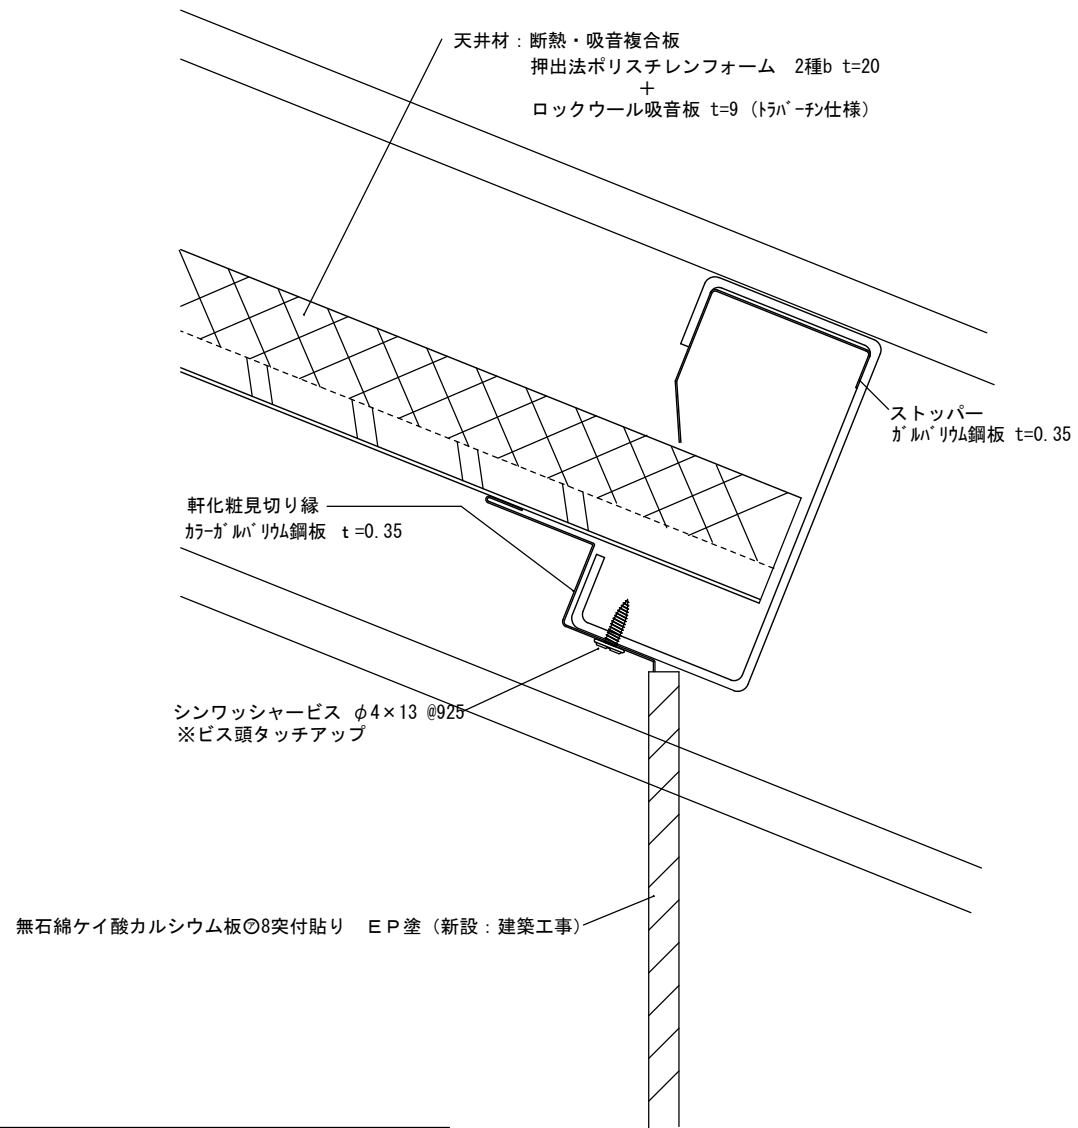 天井材：断熱・吸音複合板
押出法ポリスチレンフォーム　2種b t=20
＋
ロックウール吸音板 t=9（ﾄﾗﾊﾞｰﾁﾝ仕様）
ストッパー
ｶﾞﾙﾊﾞﾘｳﾑ鋼板 t=0.35
軒化粧見切り縁
ｶﾗｰｶﾞﾙﾊﾞﾘｳﾑ鋼板 t=0.35
シンワッシャービス φ4×13 @925
※ビス頭タッチアップ
無石綿ケイ酸カルシウム板㋐8突付貼り　ＥＰ塗（新設：建築工事）